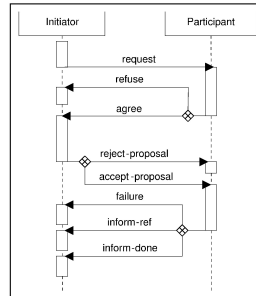 Initiator
Participant
request
refuse
agree
reject-proposal
accept-proposal
failure
inform-ref
inform-done